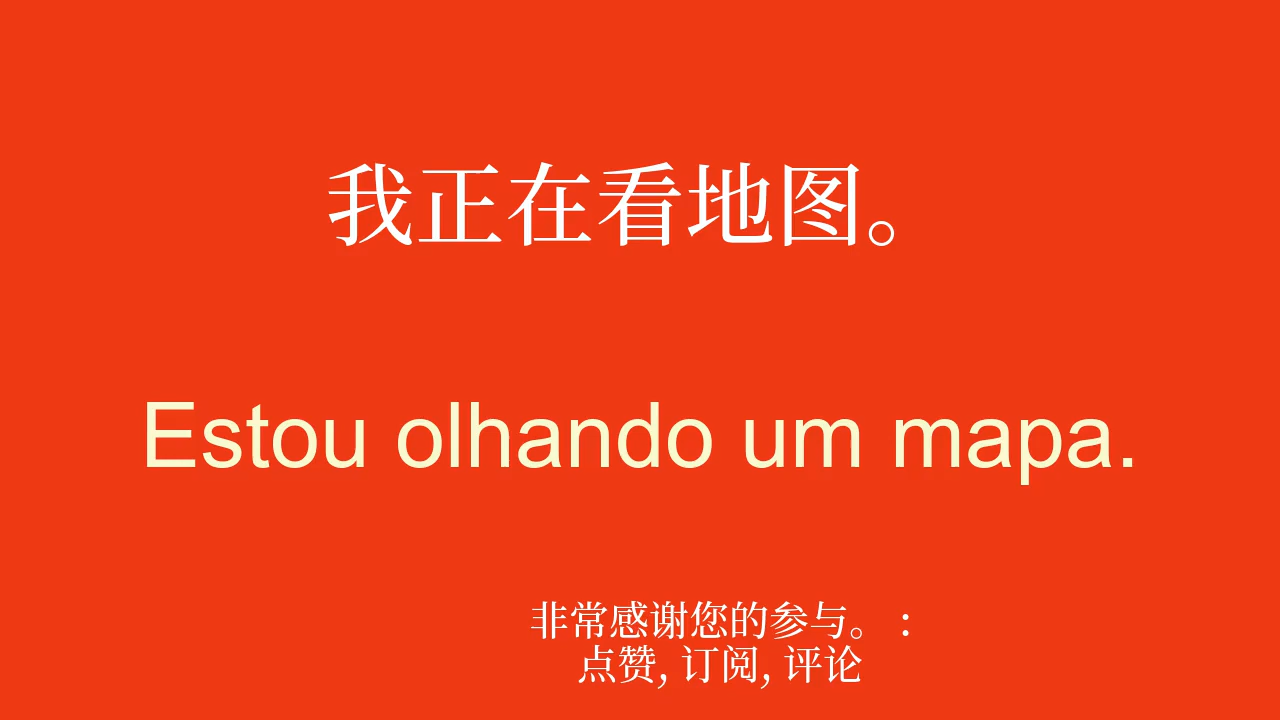 我正在看地图。
Estou olhando um mapa.
非常感谢您的参与。 :
点赞, 订阅, 评论